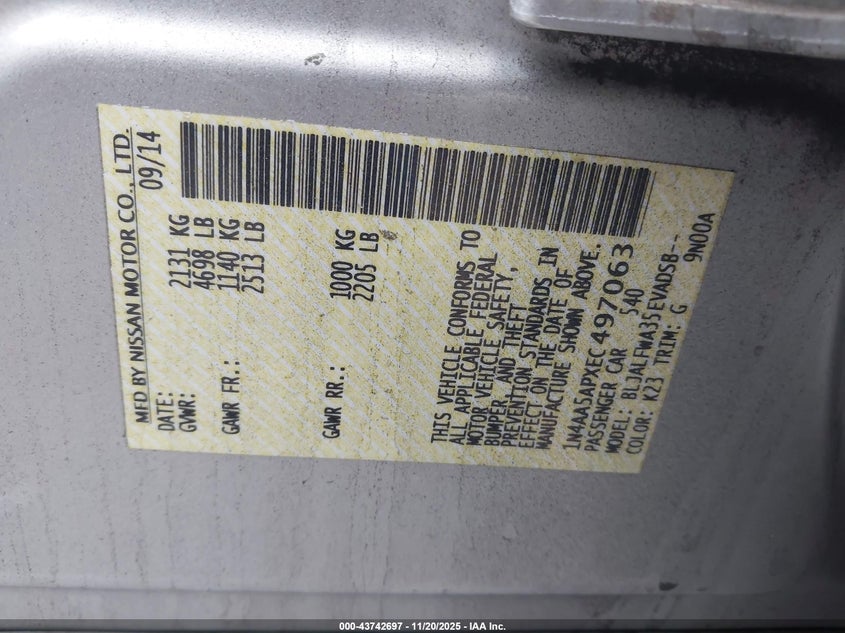 MFD BY NISSAN MOTOR CO., LTD.
DATE: 09/14
GVWR: 2131 KG
4698 LB
GAWR FR.: 1140 KG
2513 LB
GAWR RR.: 1000 KG
2205 LB
THIS VEHICLE CONFORMS TO
ALL APPLICABLE FEDERAL
MOTOR VEHICLE SAFETY,
BUMPER AND THEFT
PREVENTION STANDARDS IN
EFFECT ON THE DATE OF
MANUFACTURE SHOWN ABOVE.
1N4AA5APXEC497063
PASSENGER CAR 540
MODEL: BLJALFWA35EVADSB--
COLOR: K23 TRIM: G 9N00A
000-43742697 - 11/20/2025 - IAA Inc.